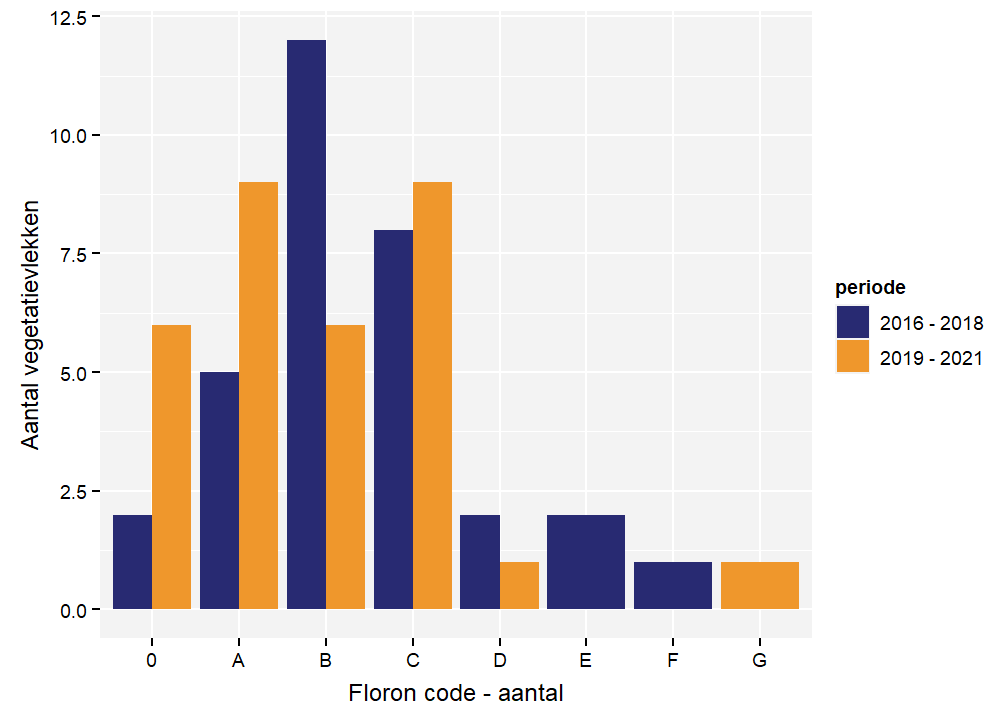 12.5
10.0
7.5
5.0
2.5
0.0
Aantal vegetatievlekken
0 A B C D E F G
Floron code - aantal
periode
2016 - 2018
2019 - 2021